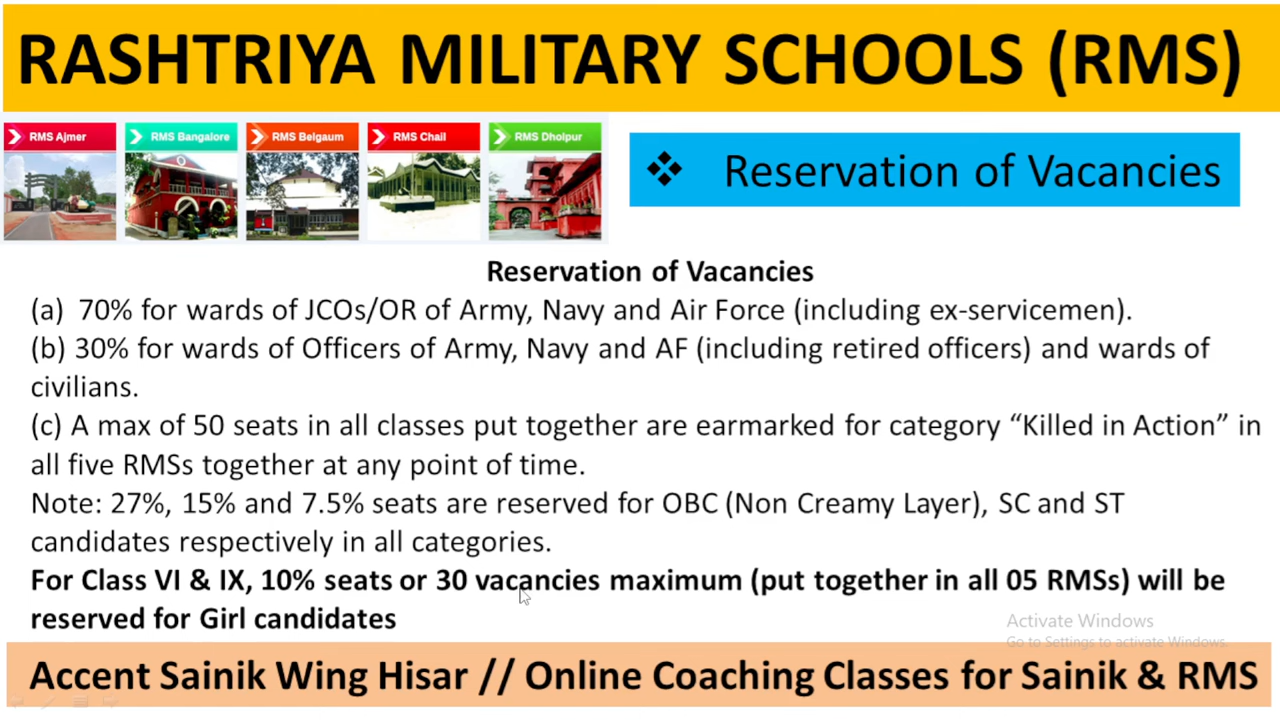 RASHTRIYA MILITARY SCHOOLS (RMS)
RMS Ajmer
RMS Bangalore
RMS Belgaum
RMS Chail
RMS Dholpur
❖ Reservation of Vacancies
Reservation of Vacancies
(a) 70% for wards of JCOs/OR of Army, Navy and Air Force (including ex-servicemen).
(b) 30% for wards of Officers of Army, Navy and AF (including retired officers) and wards of
civilians.
(c) A max of 50 seats in all classes put together are earmarked for category “Killed in Action” in
all five RMSs together at any point of time.
Note: 27%, 15% and 7.5% seats are reserved for OBC (Non Creamy Layer), SC and ST
candidates respectively in all categories.
For Class VI & IX, 10% seats or 30 vacancies maximum (put together in all 05 RMSs) will be
reserved for Girl candidates
Activate Windows
Go to Settings to activate Windows.
Accent Sainik Wing Hisar // Online Coaching Classes for Sainik & RMS